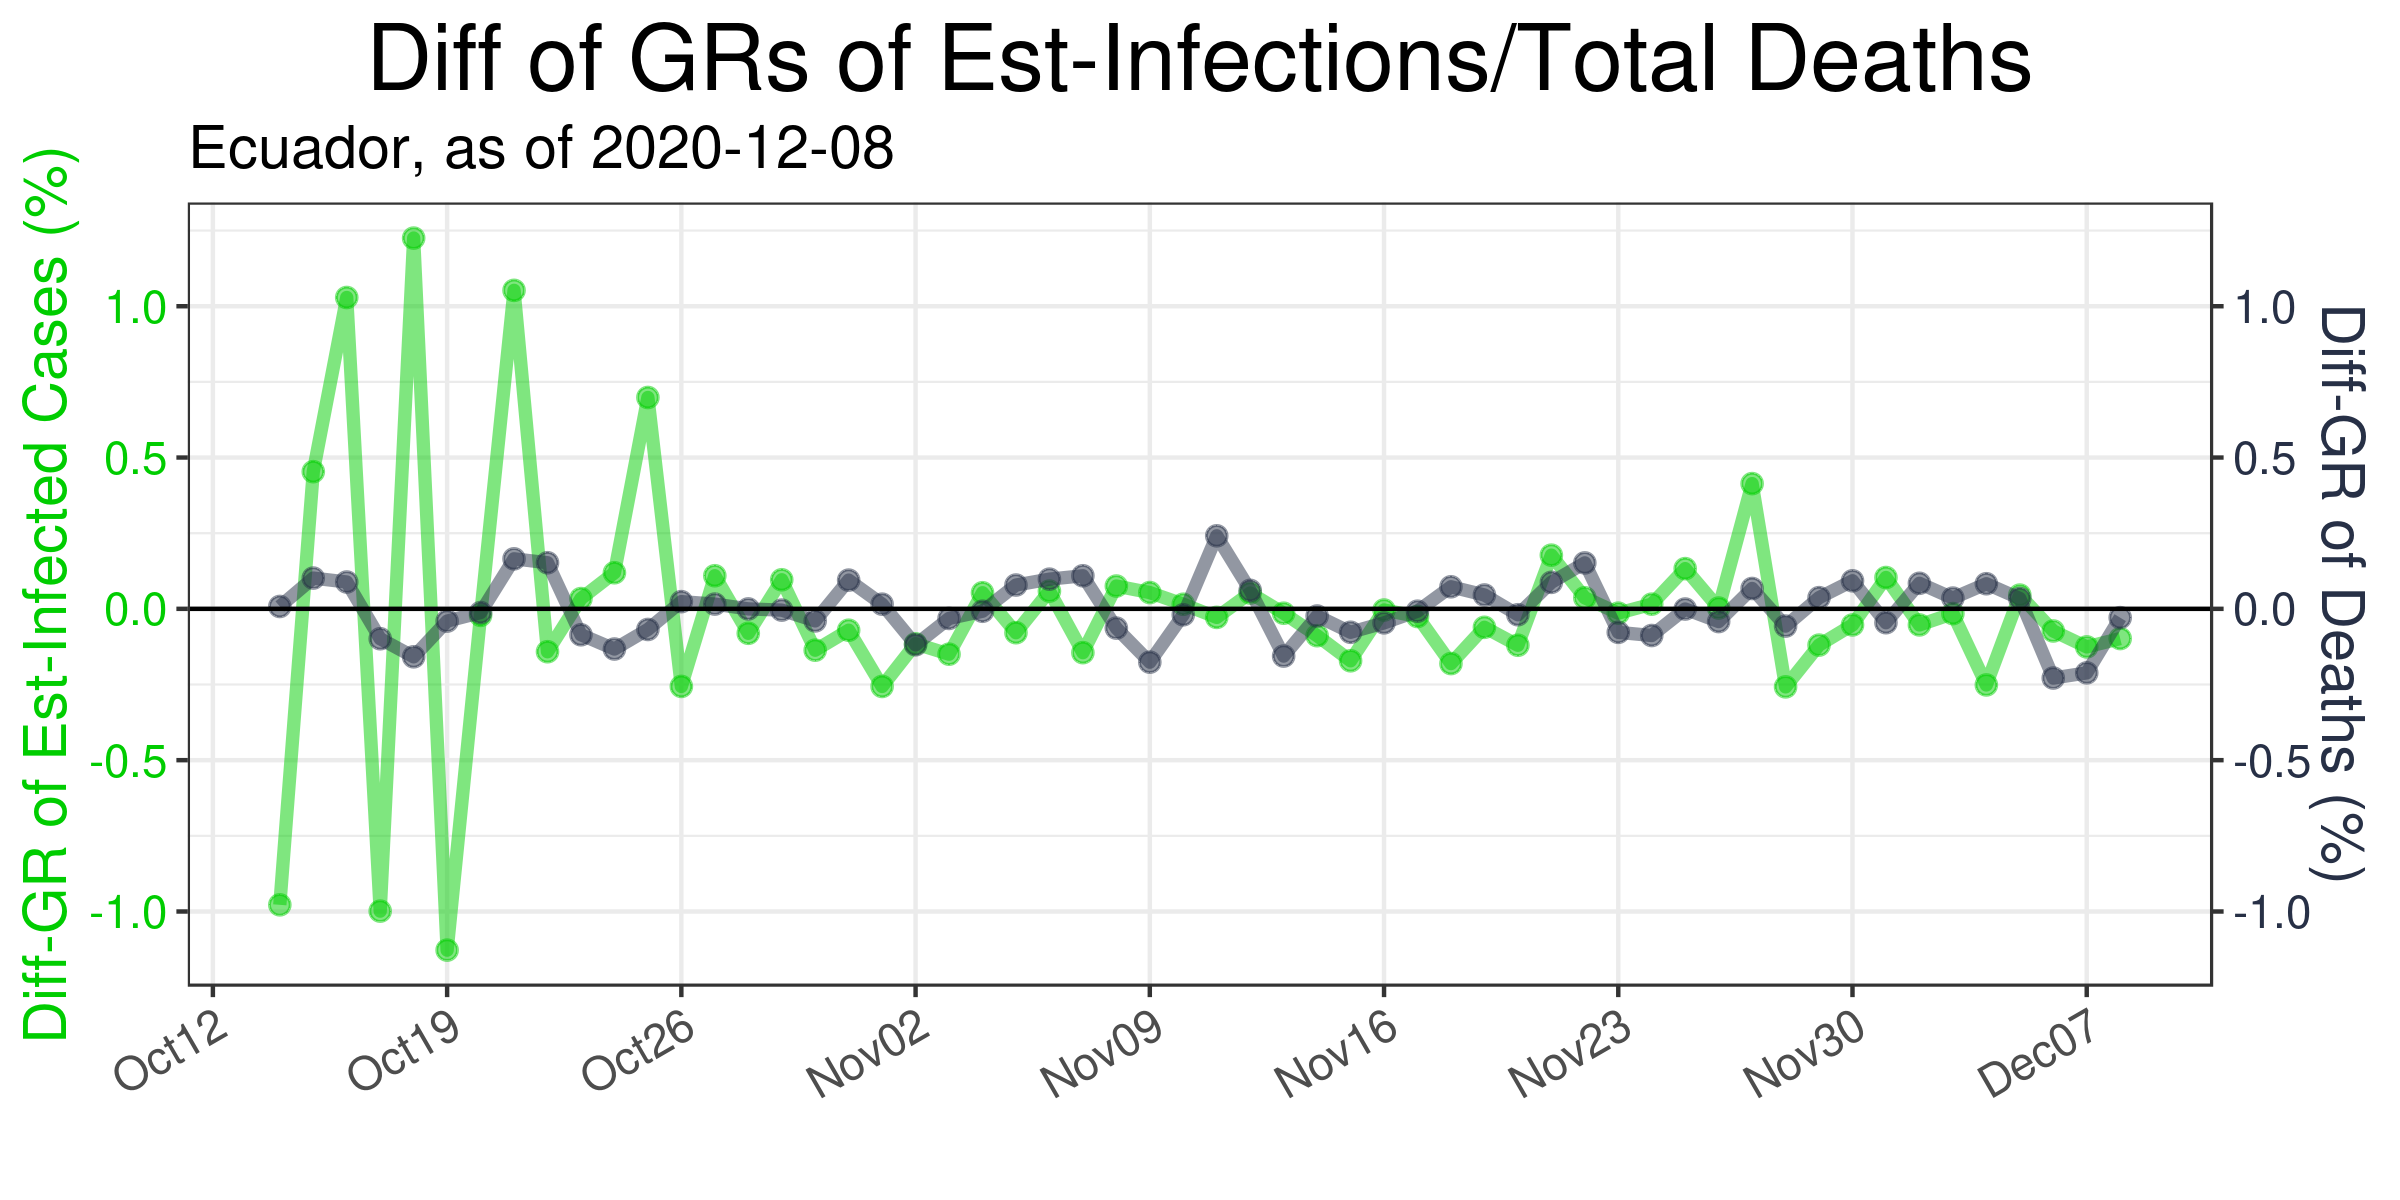 Diff of GRs of Est-Infections/Total Deaths
Ecuador, as of 2020-12-08
Diff-GR of Est-Infected Cases (%)
1.0
0.5
0.0
-0.5
-1.0
1.0
0.5
0.0
-0.5
-1.0
Diff-GR of Deaths (%)
Oct12
Oct19
Oct26
Nov02
Nov09
Nov16
Nov23
Nov30
Dec07